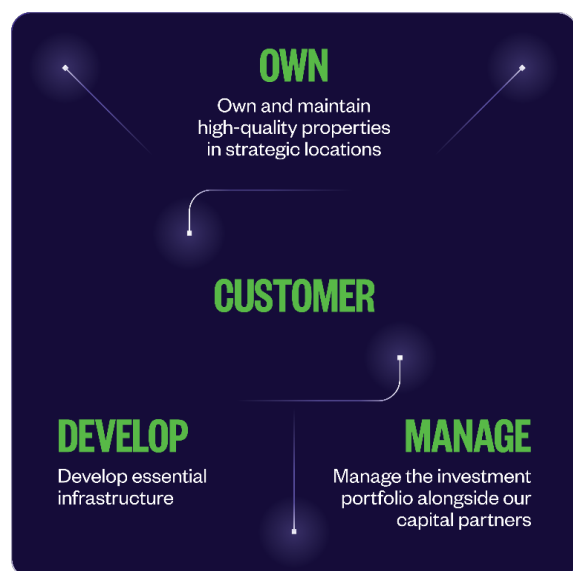 OWN
Own and maintain
high-quality properties
in strategic locations
CUSTOMER
DEVELOP
Develop essential
infrastructure
MANAGE
Manage the investment
portfolio alongside our
capital partners